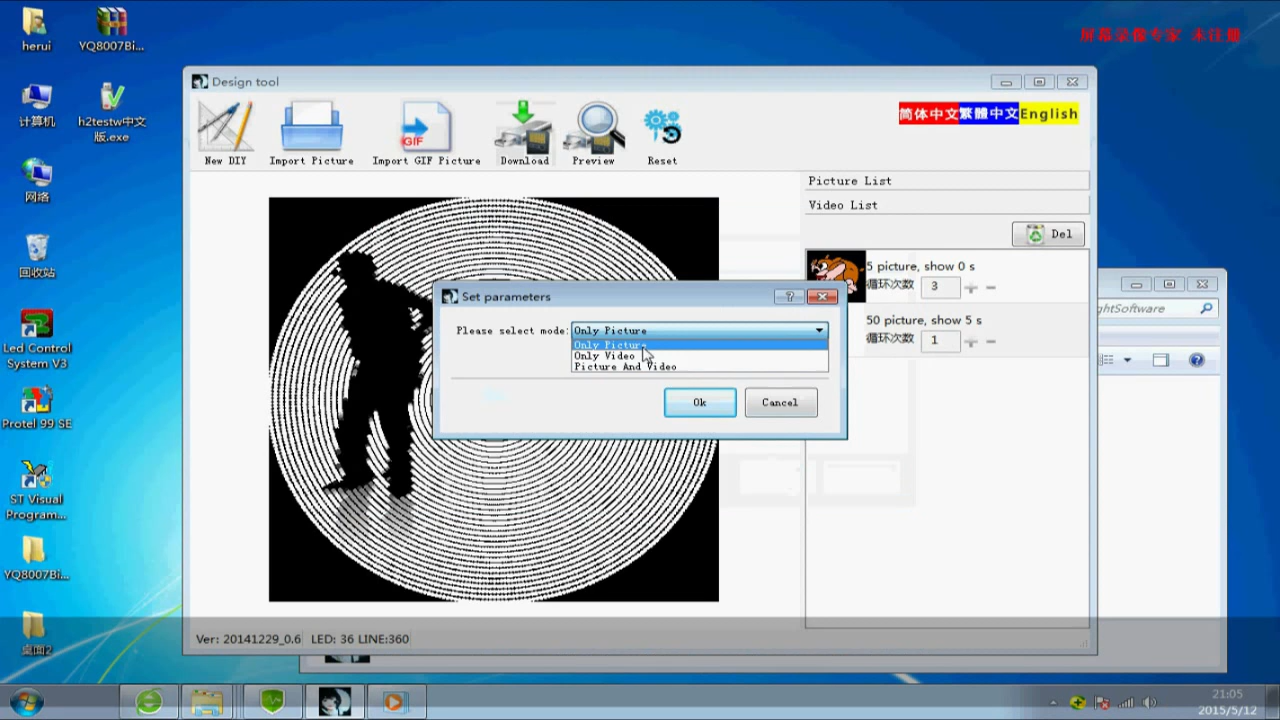 herui
YQ8007Bi...
屏幕录像专家 未注册
计算机
h2testw中文
版.exe
网络
回收站
Led Control
System V3
Protel 99 SE
ST Visual
Program...
YQ8007Bi...
桌面2
Design tool
简体中文 繁體中文 English
New DIY
Import Picture
GIF
Import GIF Picture
Download
Preview
Reset
Picture List
Video List
Del
5 picture, show 0 s
循环次数 3
50 picture, show 5 s
循环次数 1
Set parameters
Please select mode: Only Picture
Only Picture
Only Video
Picture And Video
Ok
Cancel
ghtSoftware
Ver: 20141229_0.6 LED: 36 LINE:360
21:05
2015/5/12